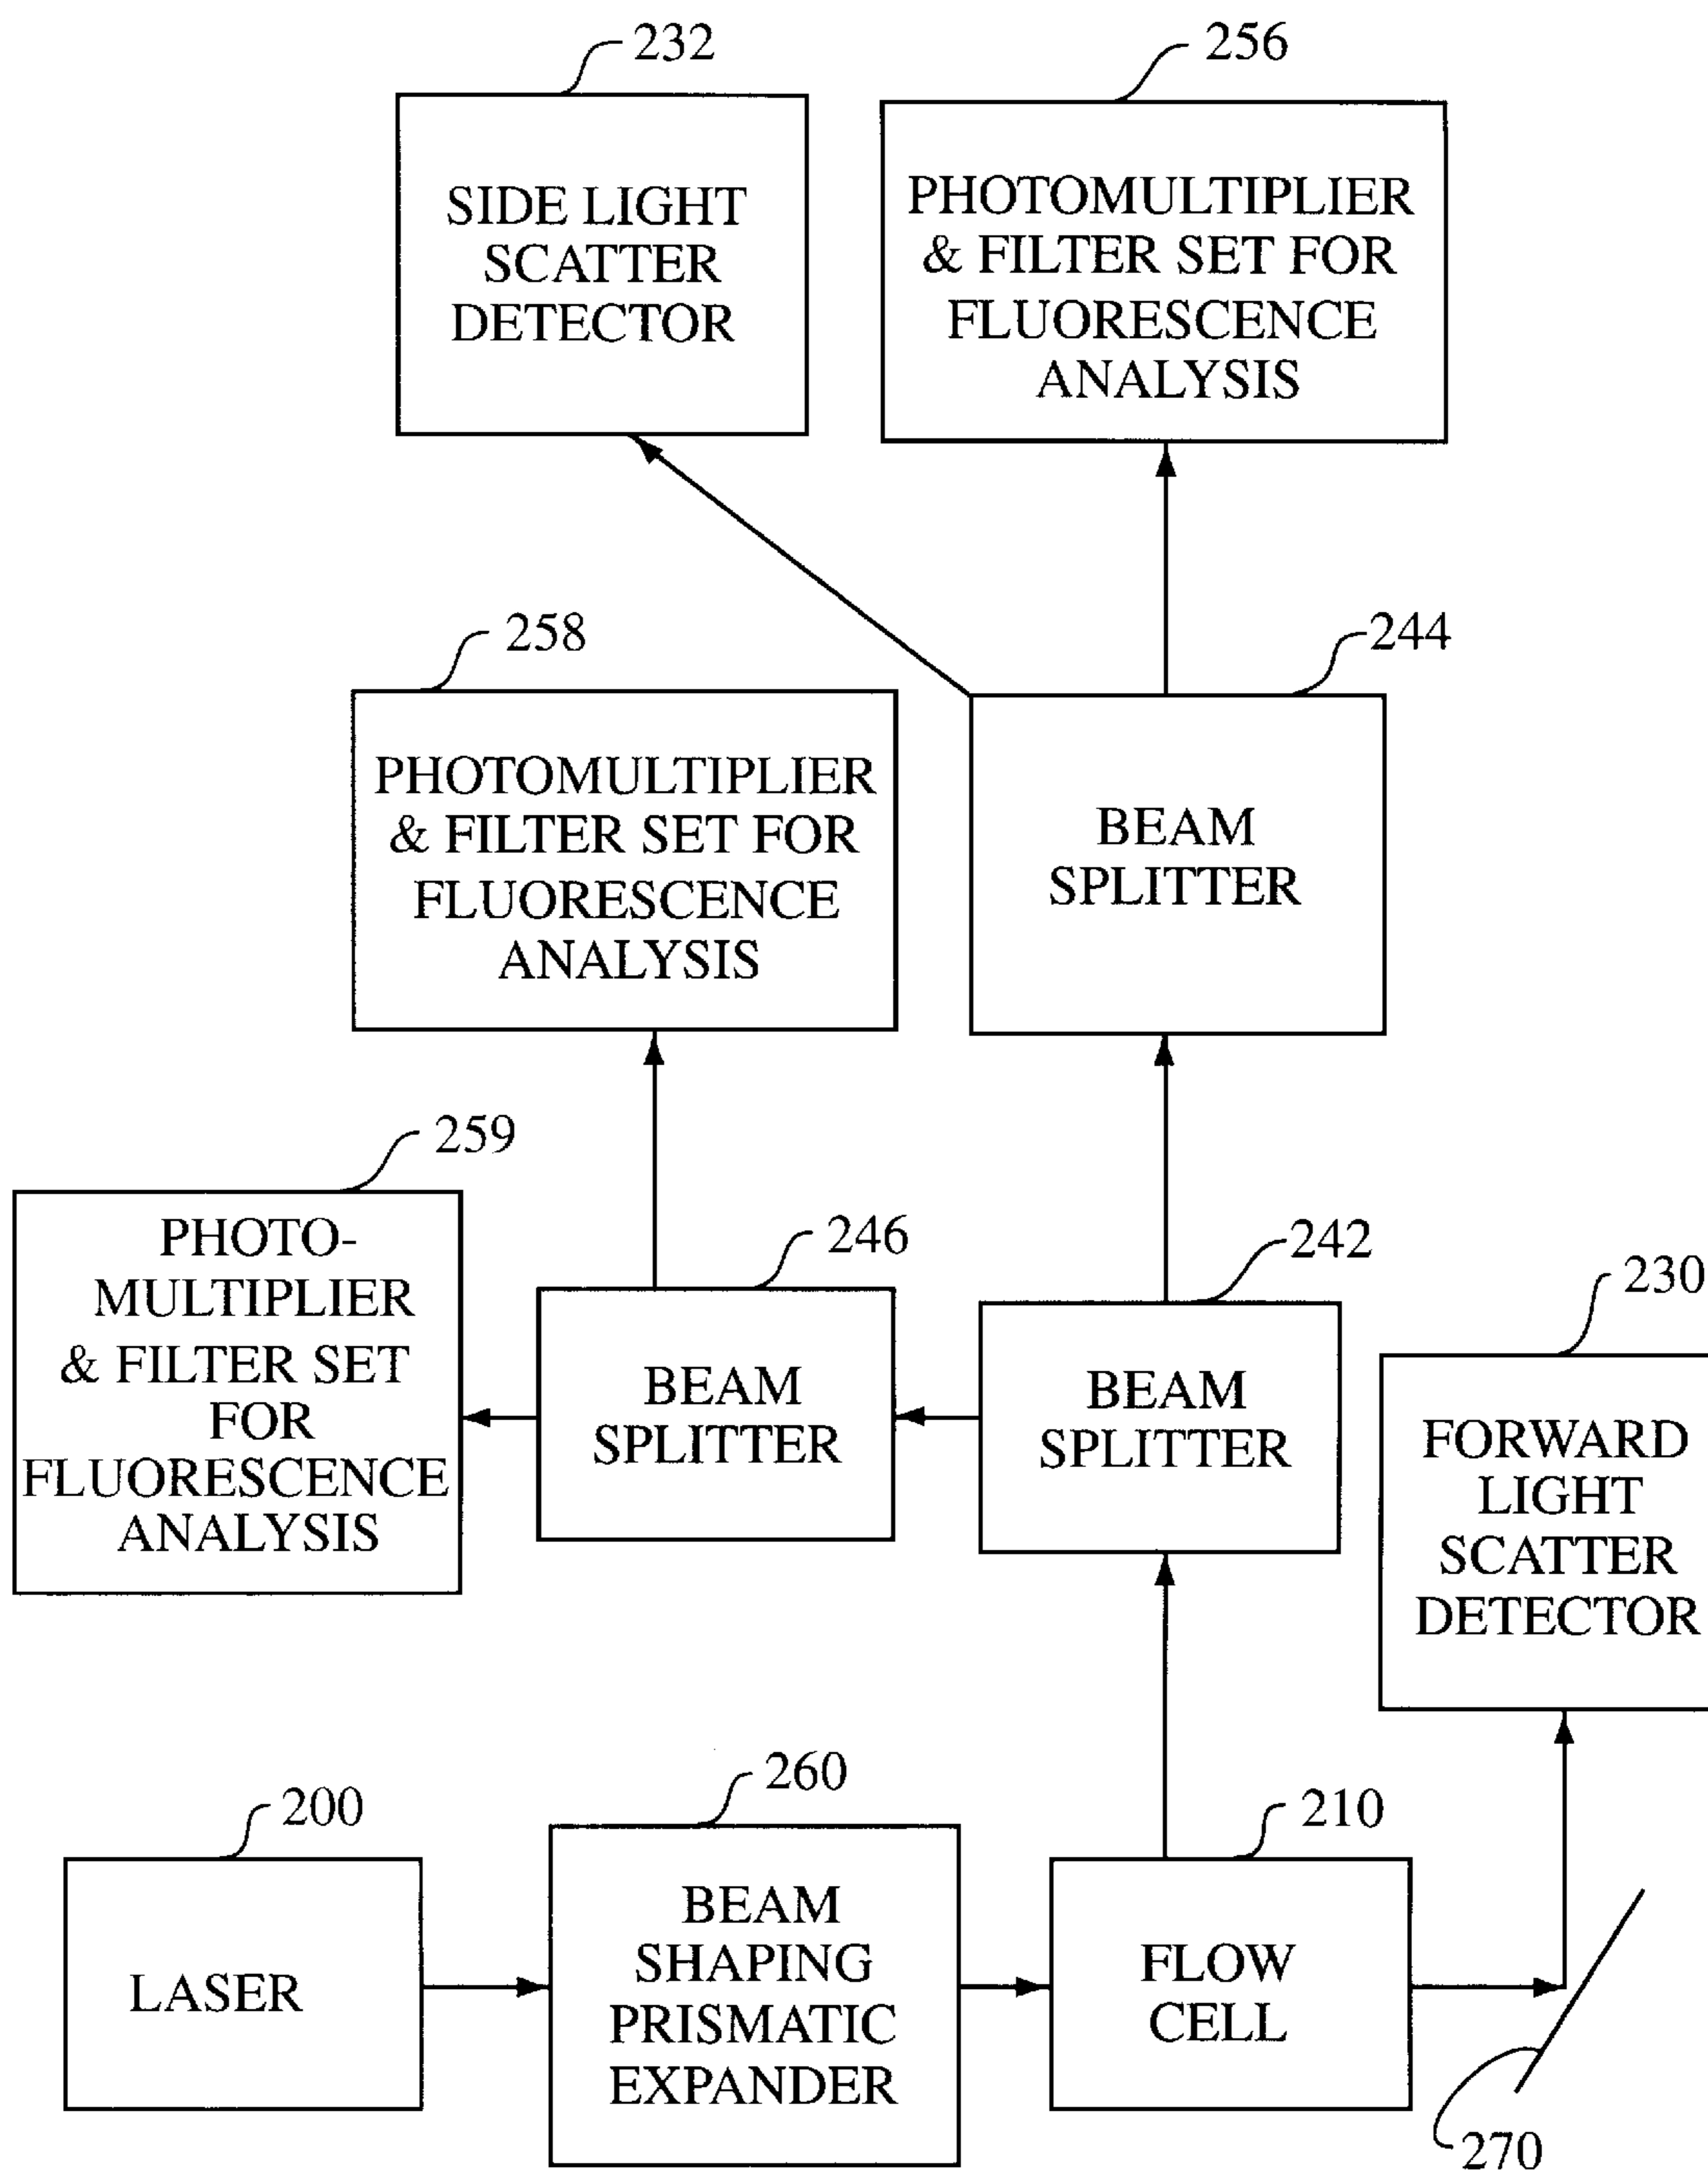 232
256
SIDE LIGHT
SCATTER
DETECTOR
PHOTOMULTIPLIER
& FILTER SET FOR
FLUORESCENCE
ANALYSIS
258
244
PHOTOMULTIPLIER
& FILTER SET FOR
FLUORESCENCE
ANALYSIS
BEAM
SPLITTER
259
246
242
230
PHOTO-
MULTIPLIER
& FILTER SET
FOR
FLUORESCENCE
ANALYSIS
BEAM
SPLITTER
BEAM
SPLITTER
FORWARD
LIGHT
SCATTER
DETECTOR
200
260
210
LASER
BEAM
SHAPING
PRISMATIC
EXPANDER
FLOW
CELL
270